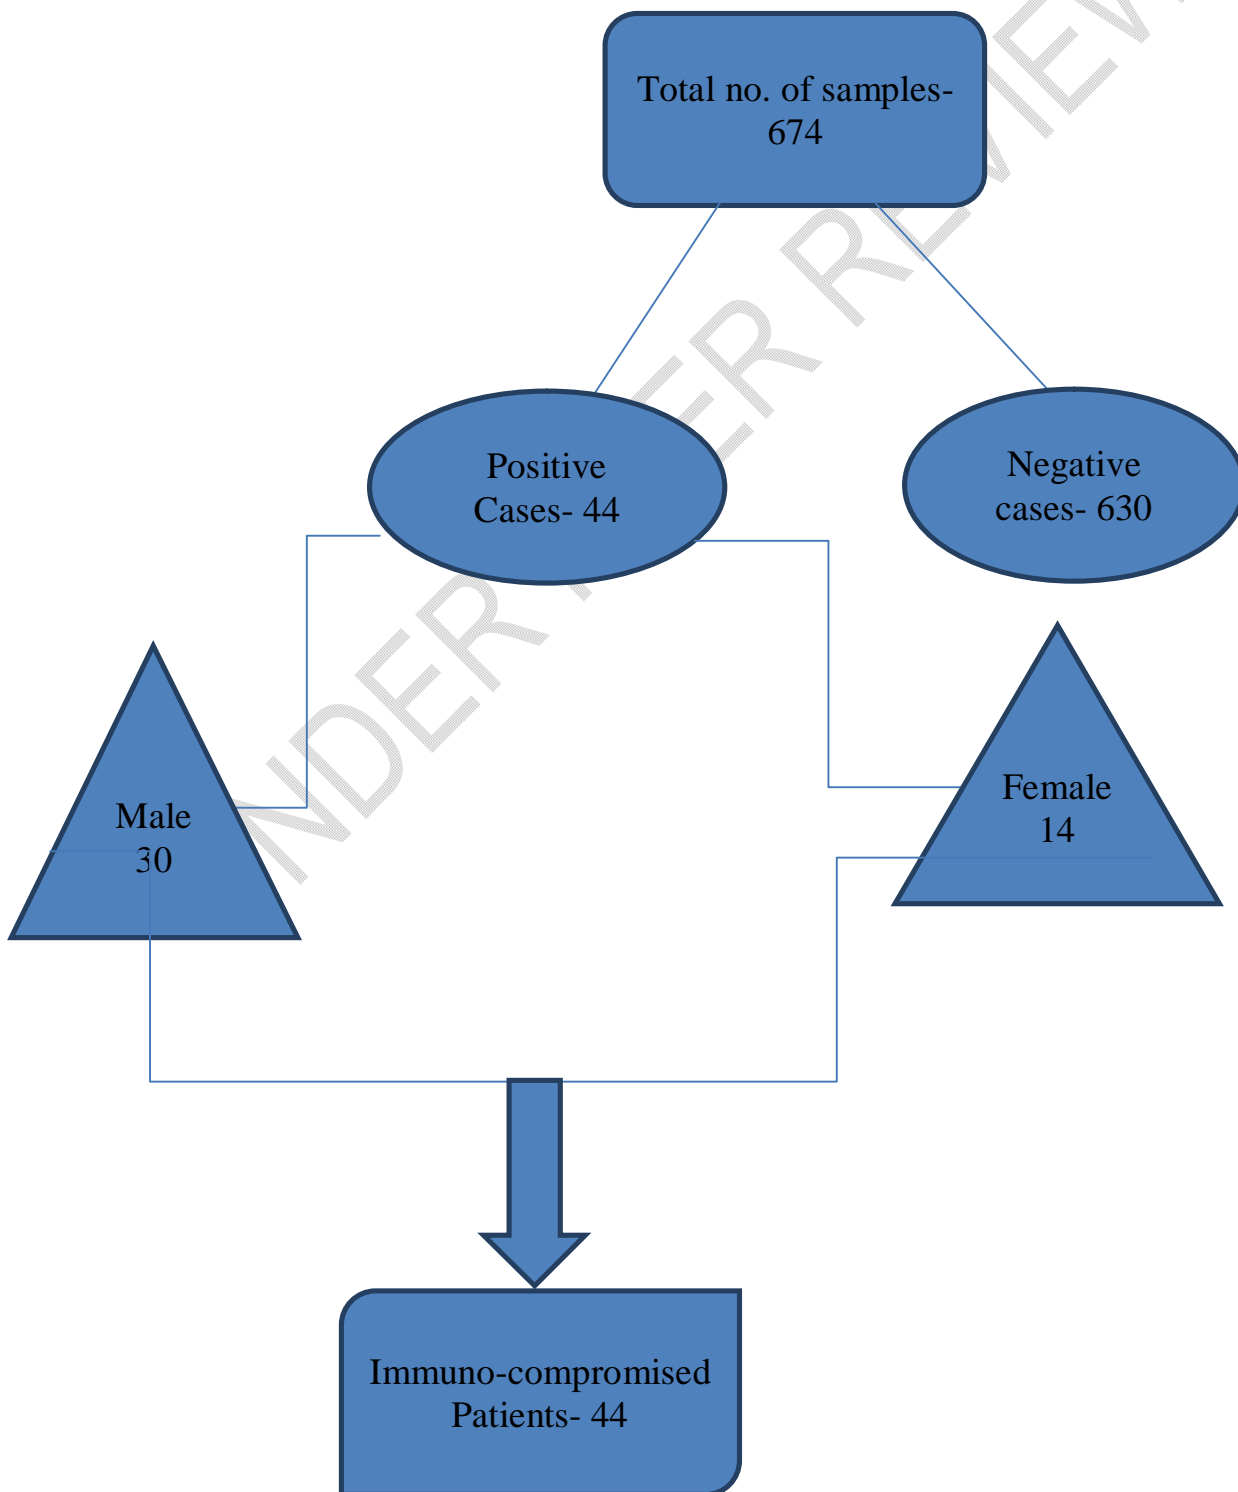 Total no. of samples-
674
Positive
Cases- 44
Negative
cases- 630
Male
30
Female
14
Immuno-compromised
Patients- 44